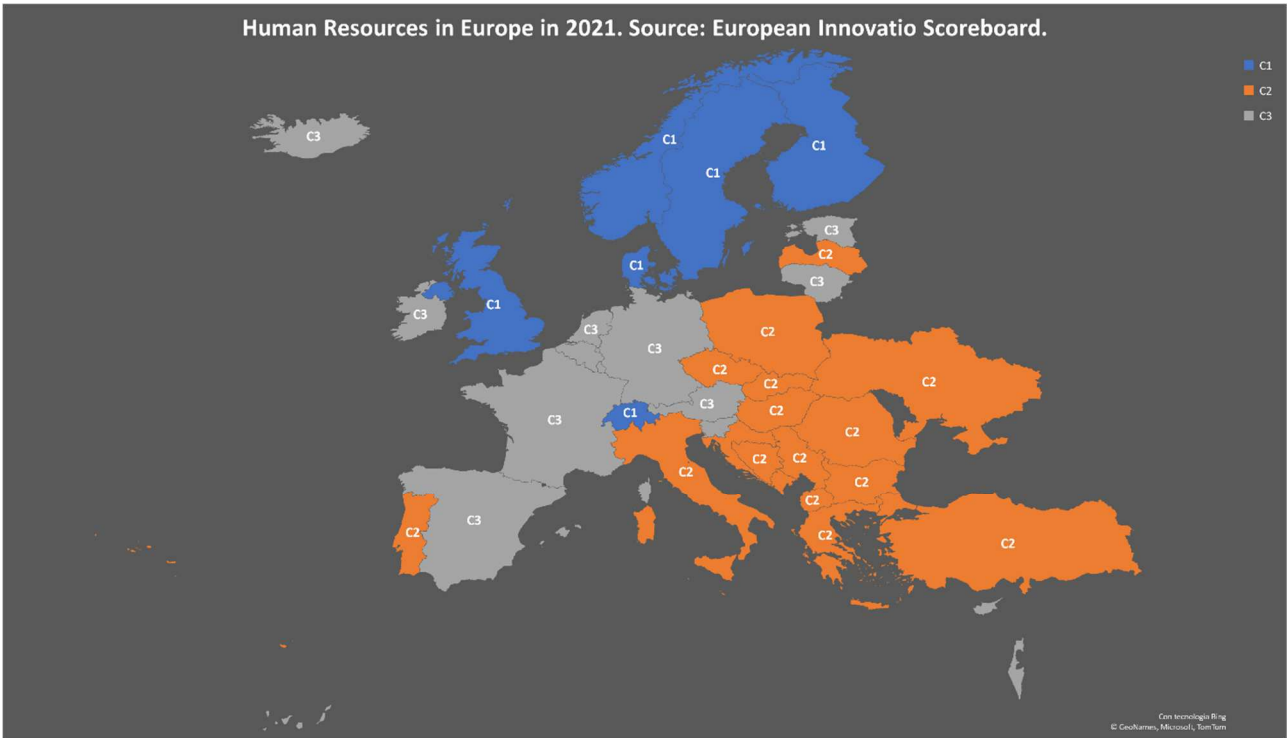 Human Resources in Europe in 2021. Source: European Innovatio Scoreboard.
C1
C2
C3
C3
C1
C1
C1
C3
C2
C1
C3
C3
C1
C3
C2
C3
C2
C2
C2
C3
C1
C3
C2
C2
C2
C2
C2
C2
C2
C3
C2
C2
C2
C2
Con tecnologia Bing
© GeoNames, Microsoft, TomTom